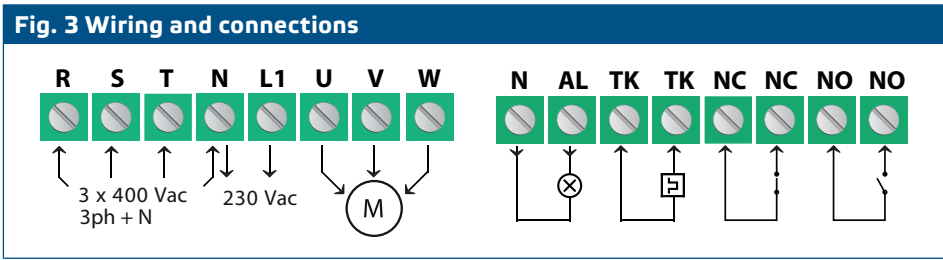 Fig. 3 Wiring and connections
R S T N L1 U V W N AL TK TK NC NC NO NO
3 x 400 Vac 230 Vac
3ph + N
M